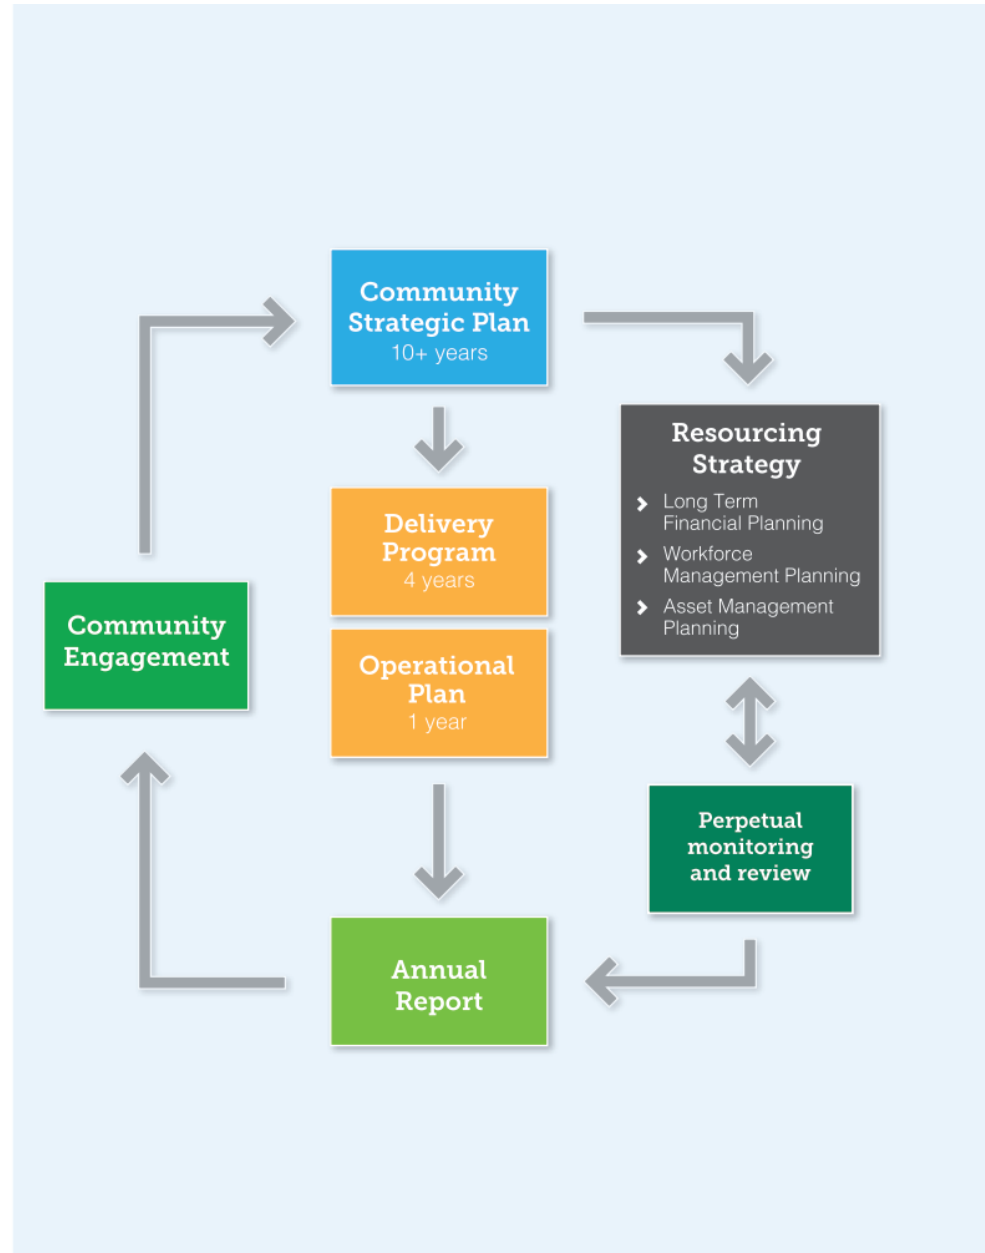 Community
Strategic Plan
10+ years
Resourcing
Strategy
Long Term
Financial Planning
Workforce
Management Planning
Asset Management
Planning
Delivery
Program
4 years
Community
Engagement
Operational
Plan
1 year
Perpetual
monitoring
and review
Annual
Report